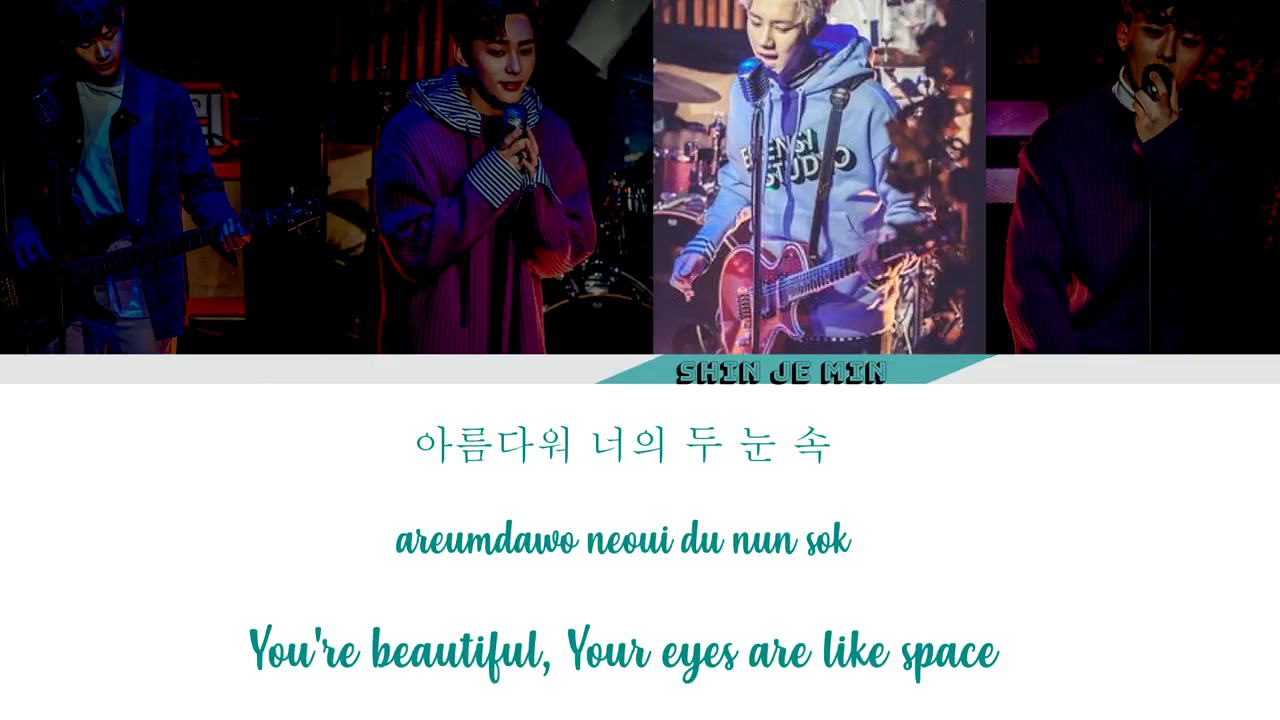 SHIN JE MIN
아름다워 너의 두 눈 속
areumdawo neoui du nun sok
You're beautiful, Your eyes are like space